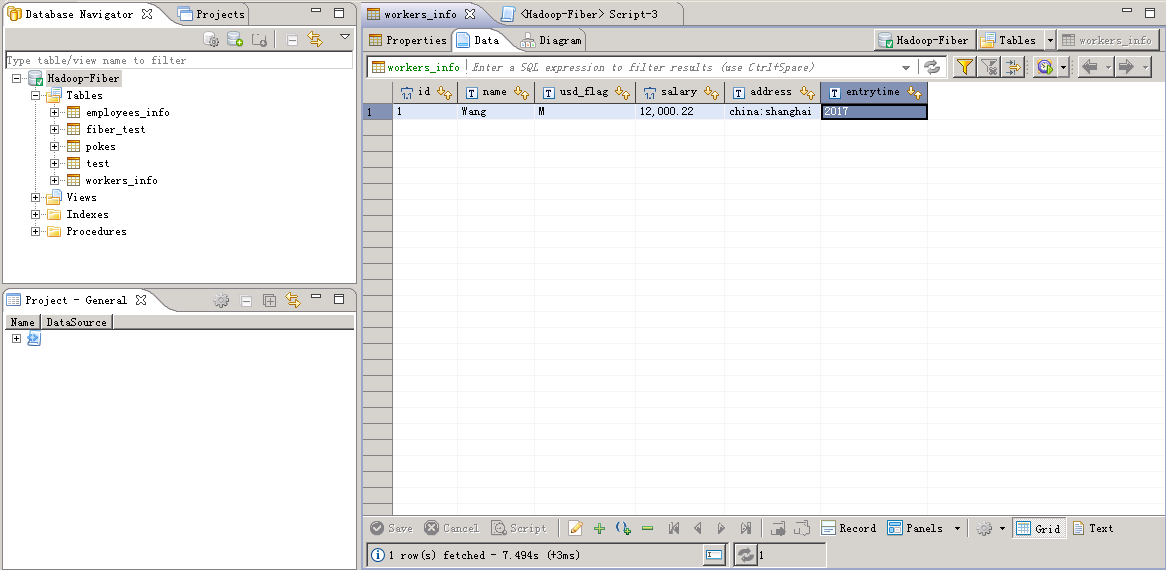 Database Navigator
Projects
Type table/view name to filter
Hadoop-Fiber
Tables
employees_info
fiber_test
pokes
test
workers_info
Views
Indexes
Procedures
Project - General
Name DataSource
workers_info
<Hadoop-Fiber> Script-3
Properties Data Diagram
Hadoop-Fiber Tables workers_info
workers_info Enter a SQL expression to filter results (use Ctrl+Space)
id name usd_flag salary address entrytime
1 1 Wang M 12,000.22 china:shanghai 2017
Save Cancel Script Record Panels Grid Text
1 row(s) fetched - 7.494s (+3ms) 1